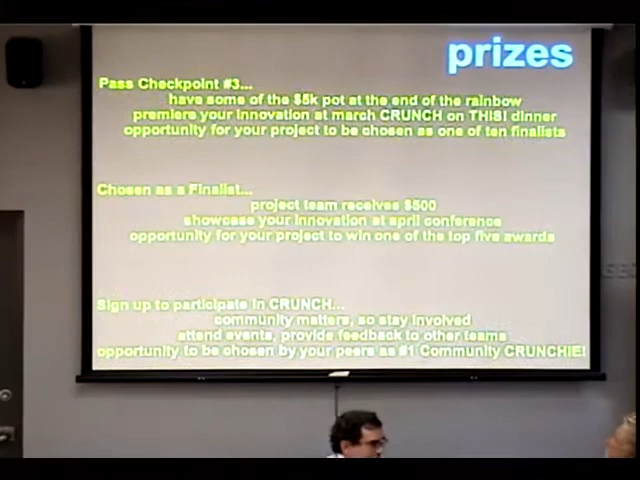 prizes
Pass Checkpoint #3...
have some of the $5k pot at the end of the rainbow
premiere your innovation at march CRUNCH on THIS! dinner
opportunity for your project to be chosen as one of ten finalists
Chosen as a Finalist...
project team receives $500
showcase your innovation at april conference
opportunity for your project to win one of the top five awards
Sign up to participate in CRUNCH...
community matters, so stay involved
attend events, provide feedback to other teams
opportunity to be chosen by your peers as #1 Community CRUNCHIE!